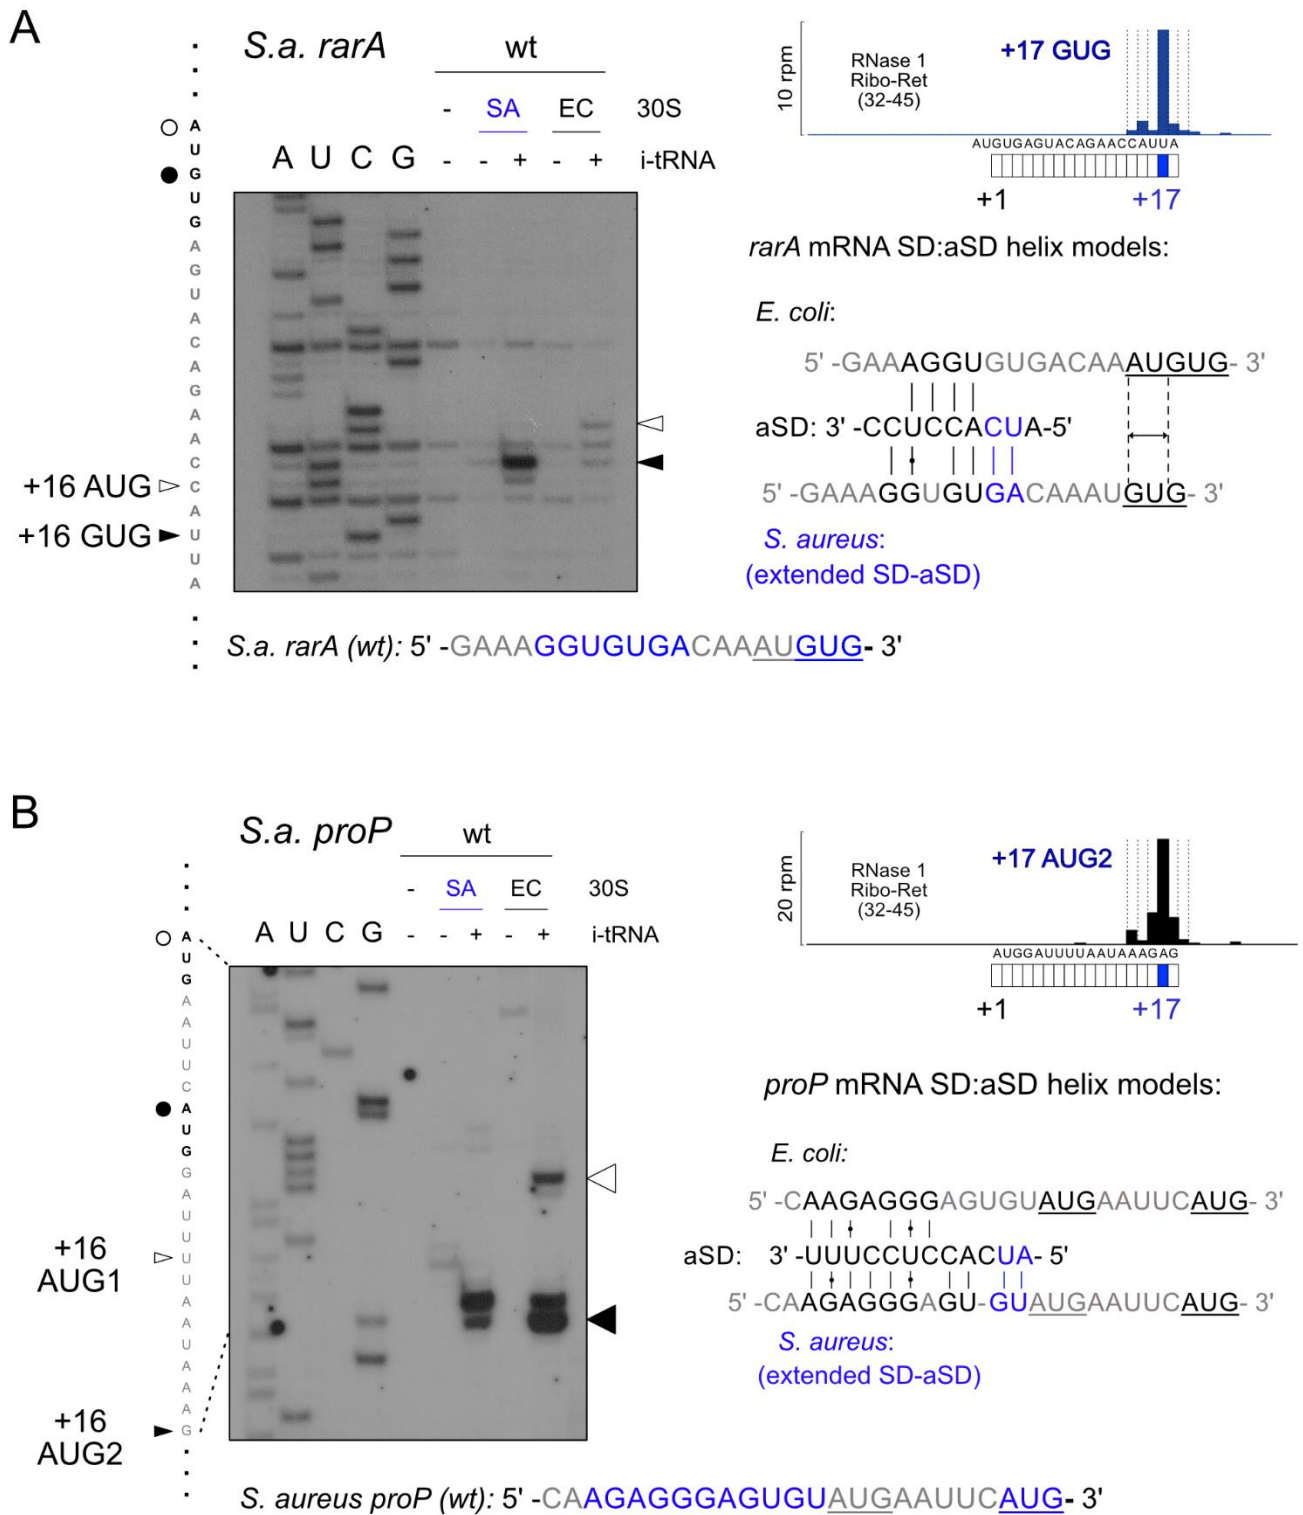 A
S.a. rarA
wt
- SA EC 30S
A U C G - - + - + i-tRNA
A
U
G
U
G
A
G
U
A
C
A
G
A
A
C
C
A
U
U
A
+16 AUG
+16 GUG
S.a. rarA (wt): 5' -GAAAGGUGUGACAAAUGUG- 3'
10 rpm
RNase 1
Ribo-Ret
(32-45)
+17 GUG
AUGUGAGUACAGAACCAUUA
+1 +17
rarA mRNA SD:aSD helix models:
E. coli:
5' -GAAAGGUGUGACAAAUGUG- 3'
aSD: 3' -CCUCCACUA-5'
5' -GAAAGGUGUGACAAAUGUG- 3'
S. aureus:
(extended SD-aSD)
B
S.a. proP
wt
- SA EC 30S
A U C G - - + - + i-tRNA
A
U
G
A
A
U
U
C
A
U
G
G
A
U
U
U
U
A
A
U
A
A
A
G
+16
AUG1
+16
AUG2
20 rpm
RNase 1
Ribo-Ret
(32-45)
+17 AUG2
AUGGAUUUUAAUAAAGAG
+1 +17
proP mRNA SD:aSD helix models:
E. coli:
5' -CAAGAGGGAGUGUAUGAAUUCAUG- 3'
aSD: 3' -UUUCCUCCACUA- 5'
5' -CAAGAGGGAGU-GUAUGAAUUCAUG- 3'
S. aureus:
(extended SD-aSD)
S. aureus proP (wt): 5' -CAAGAGGGAGUGUAUGAAUUCAUG- 3'